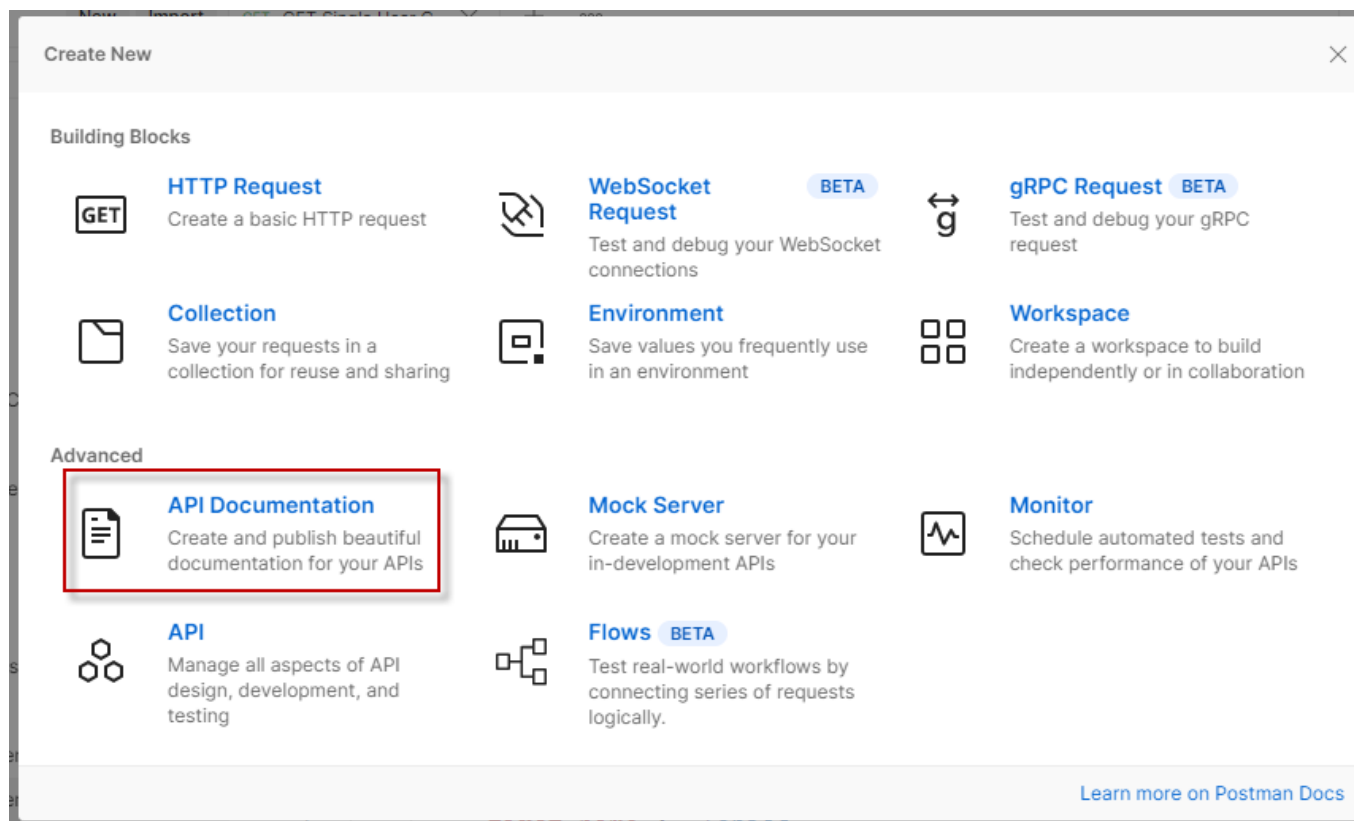 New Import GET GET Single User
Create New
Building Blocks
GET
HTTP Request
Create a basic HTTP request
WebSocket
Request
BETA
Test and debug your WebSocket
connections
g
gRPC Request BETA
Test and debug your gRPC
request
Collection
Save your requests in a
collection for reuse and sharing
Environment
Save values you frequently use
in an environment
Workspace
Create a workspace to build
independently or in collaboration
Advanced
API Documentation
Create and publish beautiful
documentation for your APIs
Mock Server
Create a mock server for your
in-development APIs
Monitor
Schedule automated tests and
check performance of your APIs
API
Manage all aspects of API
design, development, and
testing
Flows BETA
Test real-world workflows by
connecting series of requests
logically.
Learn more on Postman Docs